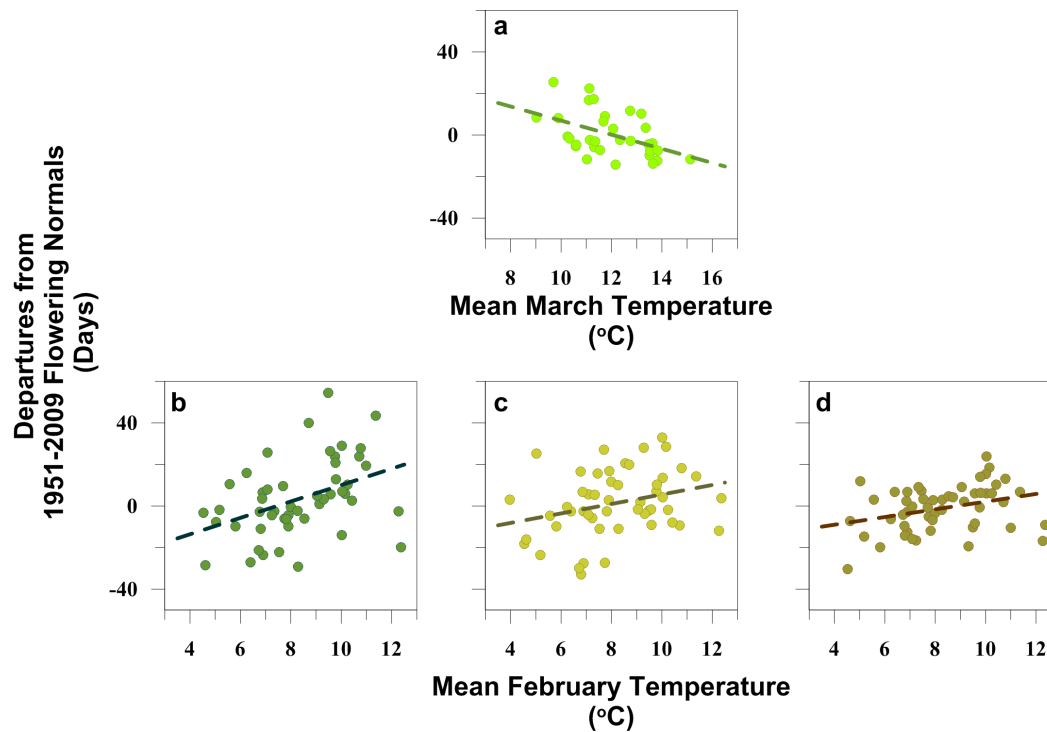 a
40
0
-40
8 10 12 14 16
Mean March Temperature
(oC)
Departures from
1951-2009 Flowering Normals
(Days)
b
c
d
40
0
-40
4 6 8 10 12
4 6 8 10 12
4 6 8 10 12
Mean February Temperature
(oC)